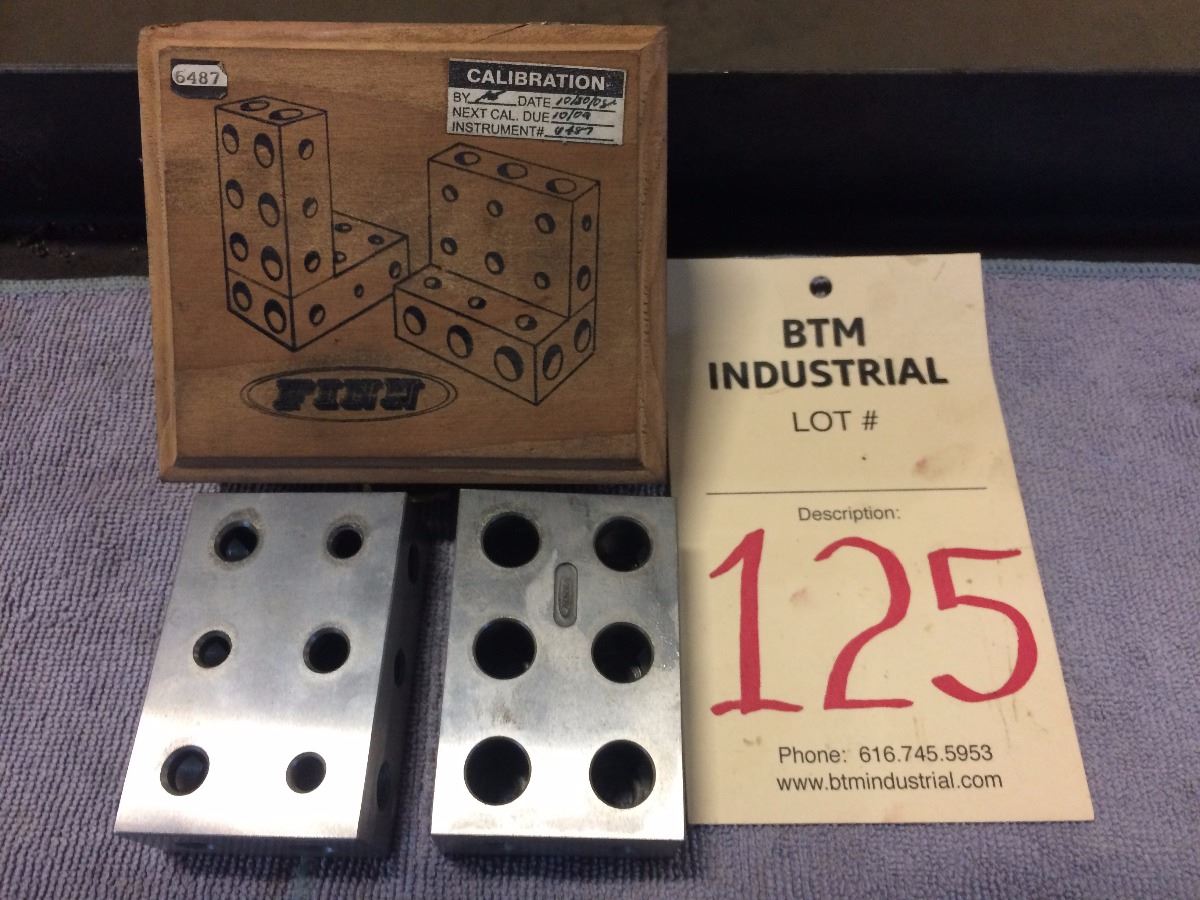 6487
CALIBRATION
BY DATE 10/30/08
NEXT CAL. DUE 10/09
INSTRUMENT# 6487
BTM
INDUSTRIAL
LOT #
Description:
125
Phone: 616.745.5953
www.btmindustrial.com